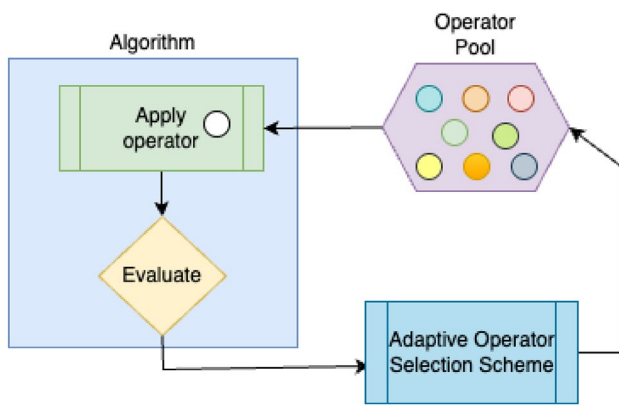 Algorithm
Operator
Pool
Apply
operator
Evaluate
Adaptive Operator
Selection Scheme